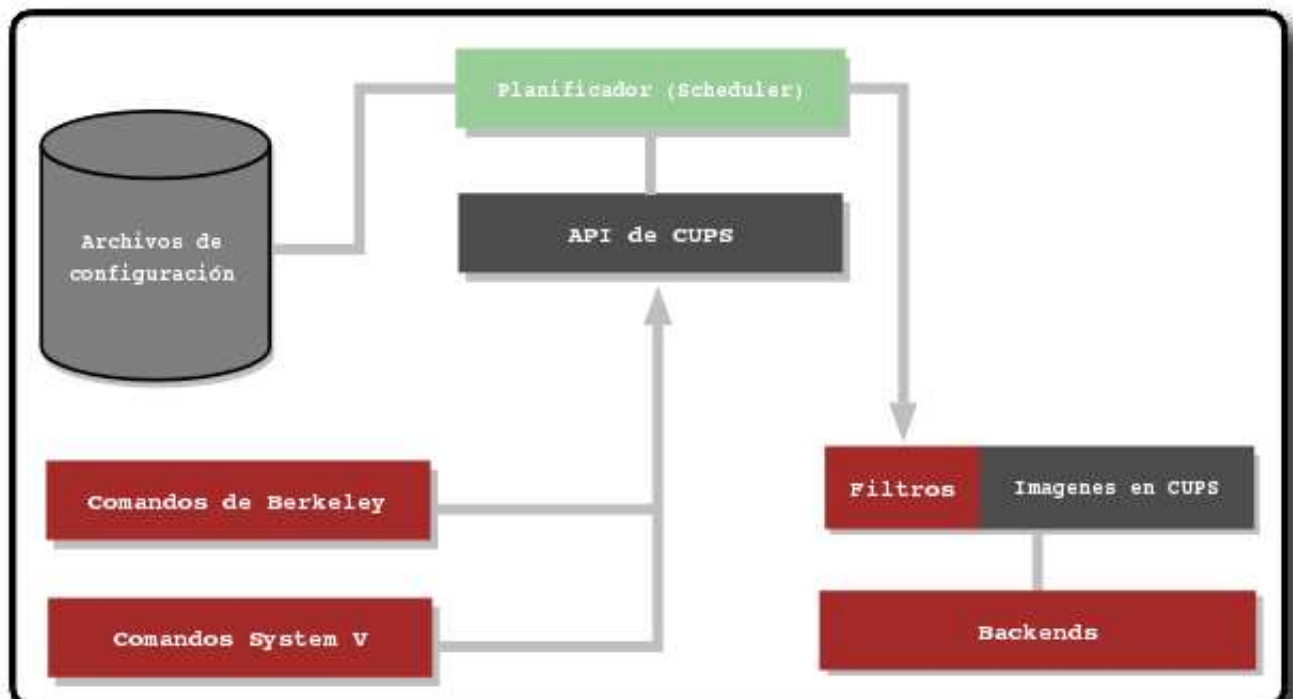 Planificador (Scheduler)
API de CUPS
Archivos de
configuración
Comandos de Berkeley
Comandos System V
Filtros
Imagenes en CUPS
Backends